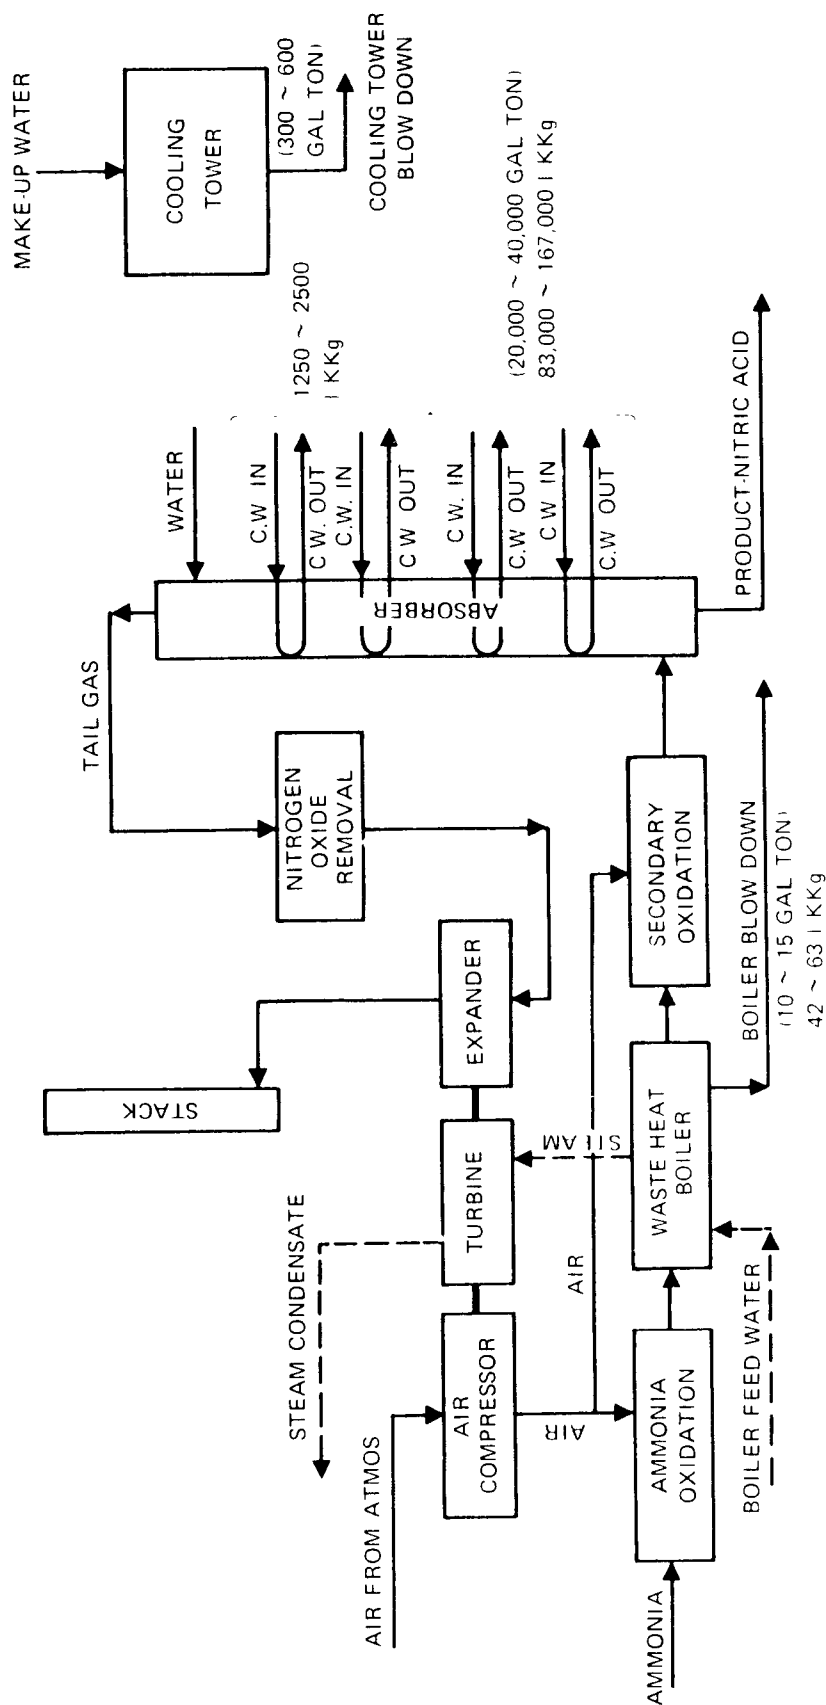 MAKE-UP WATER
COOLING
TOWER
(300 ~ 600
GAL TON)
COOLING TOWER
BLOW DOWN
1250 ~ 2500
l KKg
(20,000 ~ 40,000 GAL TON)
83,000 ~ 167,000 l KKg
WATER
C.W IN
C W. OUT
C.W. IN
C W OUT
C.W. IN
C.W OUT
C W IN
C.W OUT
ABSORBER
PRODUCT-NITRIC ACID
TAIL GAS
NITROGEN
OXIDE
REMOVAL
STACK
EXPANDER
TURBINE
STEAM CONDENSATE
AIR
COMPRESSOR
AIR FROM ATMOS
AIR
AIR
STEAM
SECONDARY
OXIDATION
WASTE HEAT
BOILER
BOILER BLOW DOWN
(10 ~ 15 GAL TON)
42 ~ 63 l KKg
AMMONIA
OXIDATION
BOILER FEED WATER
AMMONIA